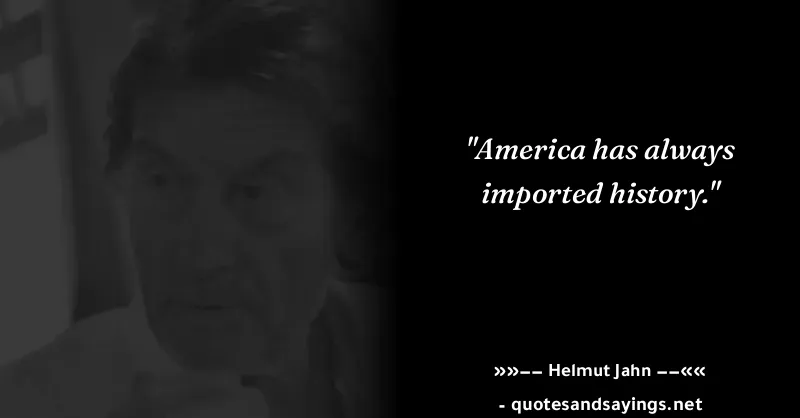 "America has always
imported history."
»»–– Helmut Jahn ––««
- quotesandsayings.net